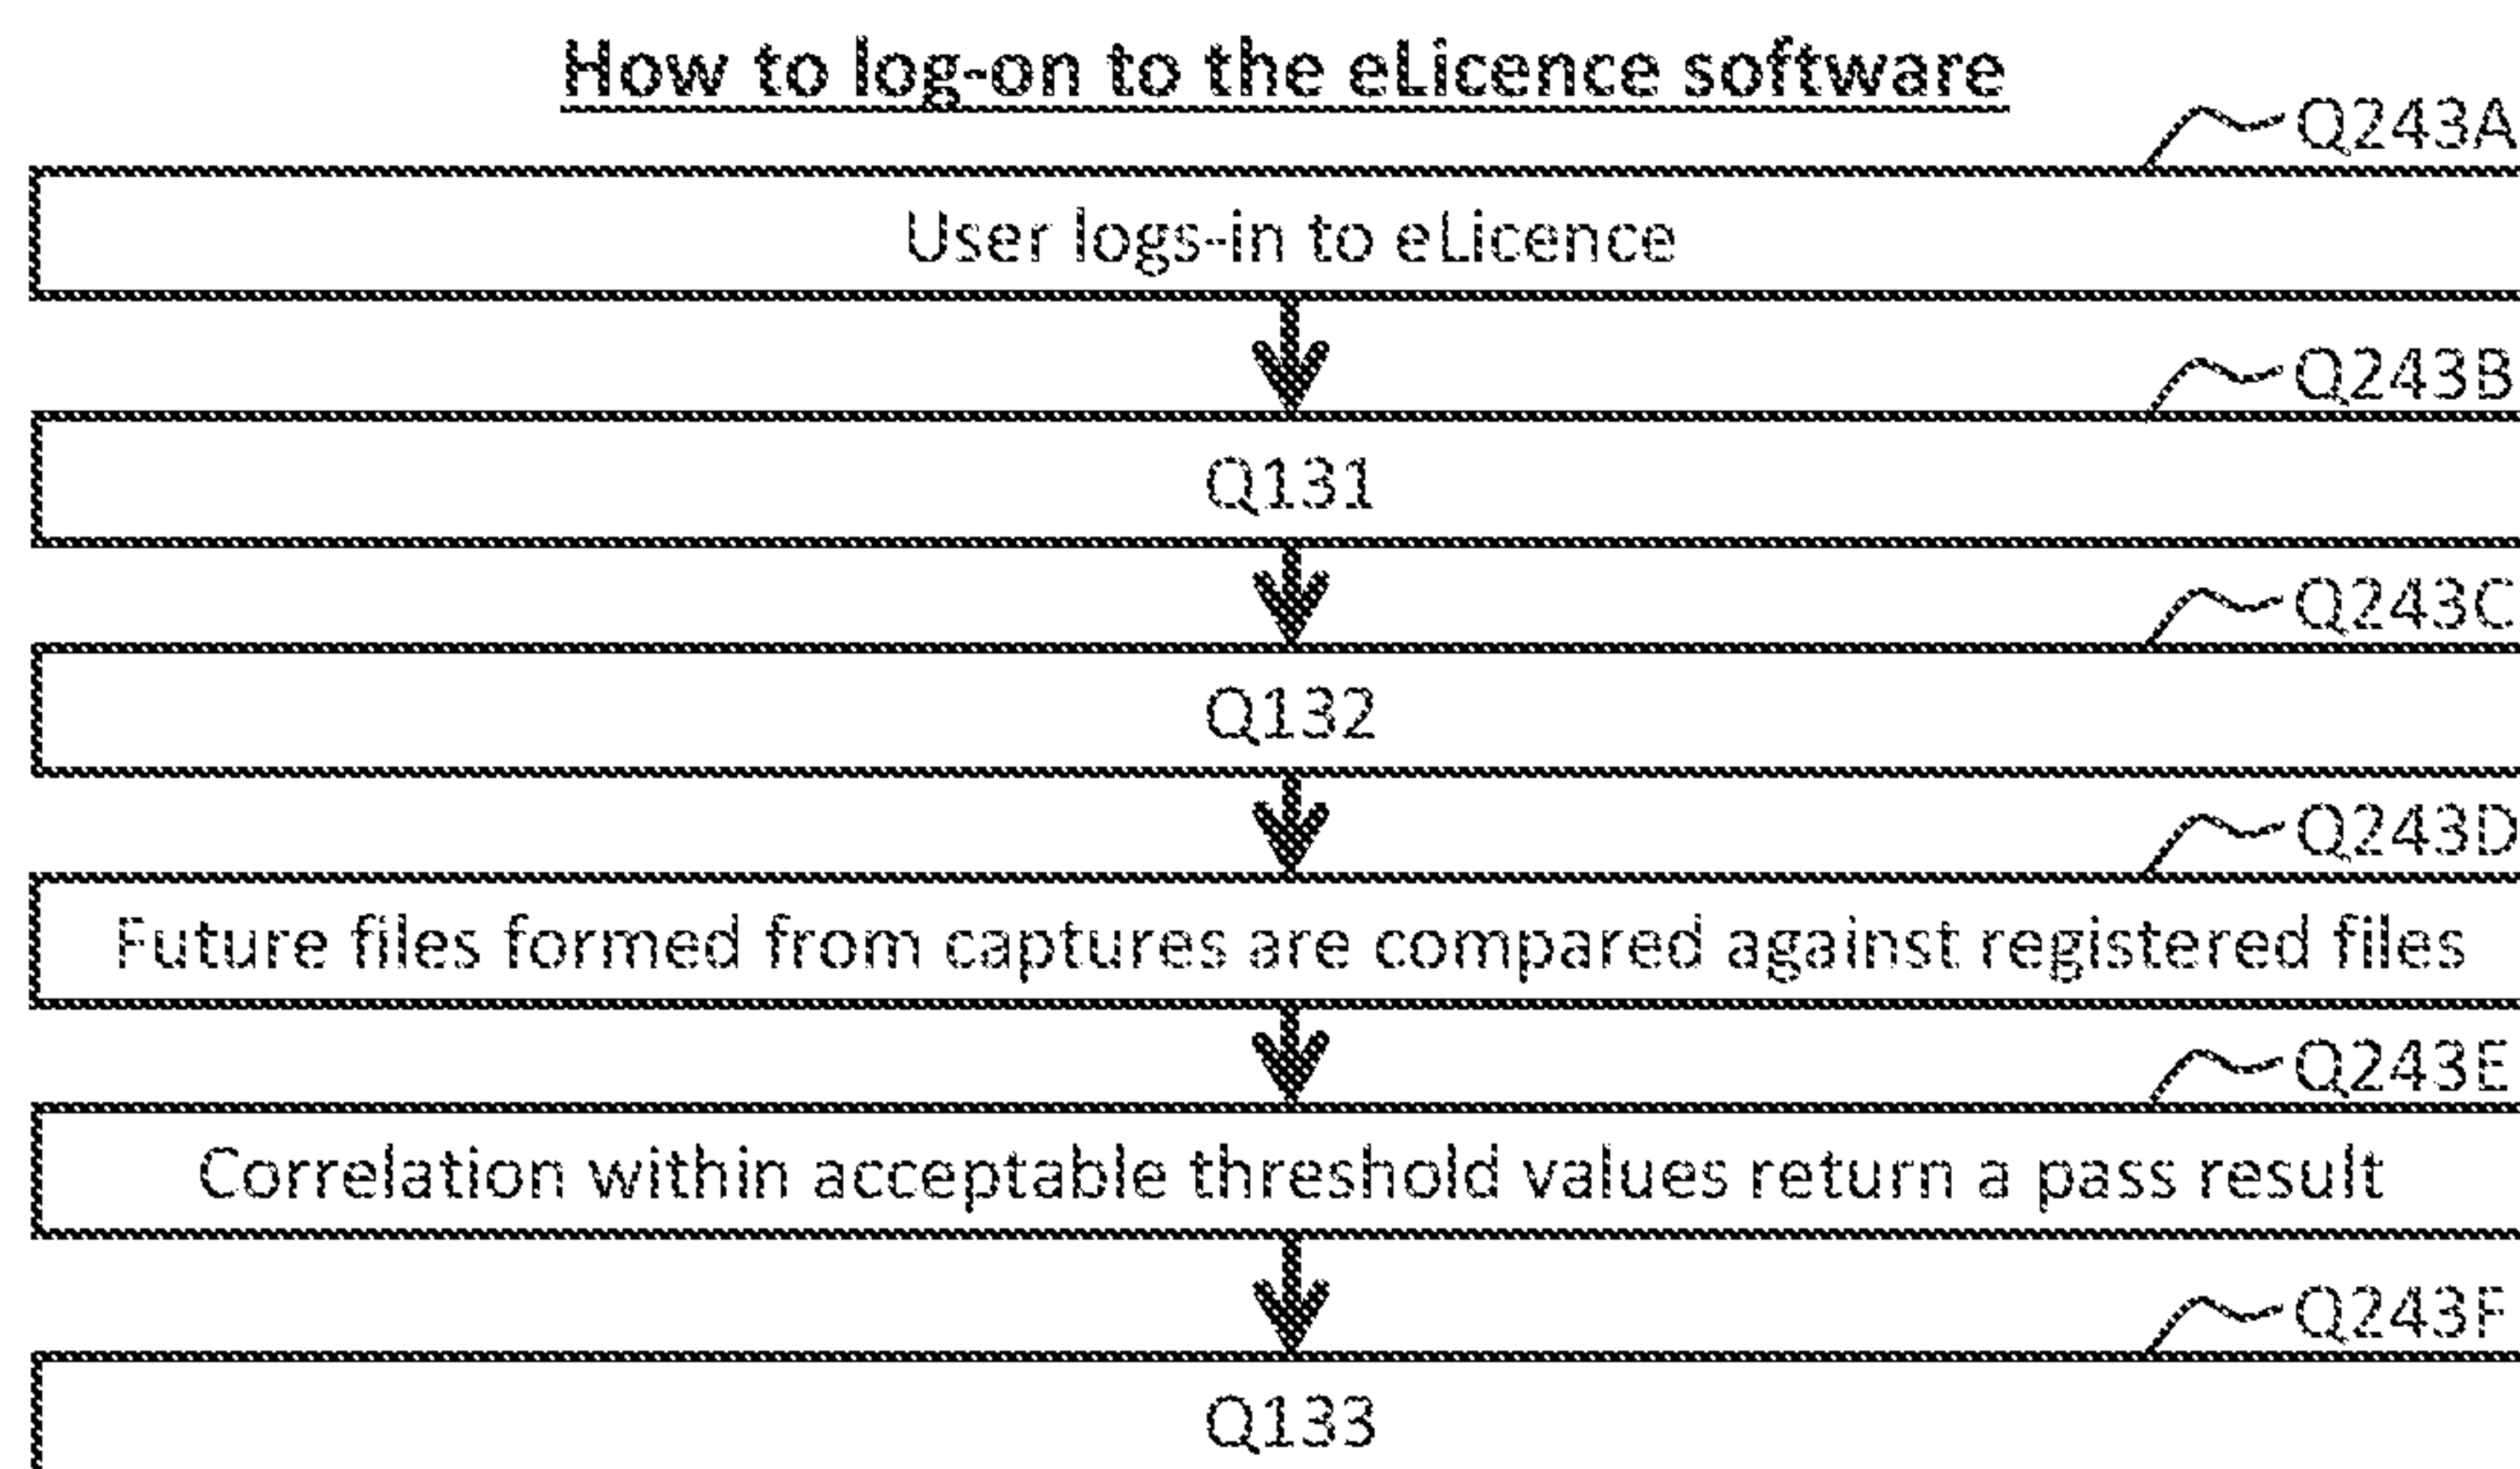 How to log-on to the eLicence software
Q243A
User logs-in to eLicence
Q243B
Q131
Q243C
Q132
Q243D
Future files formed from captures are compared against registered files
Q243E
Correlation within acceptable threshold values return a pass result
Q243F
Q133